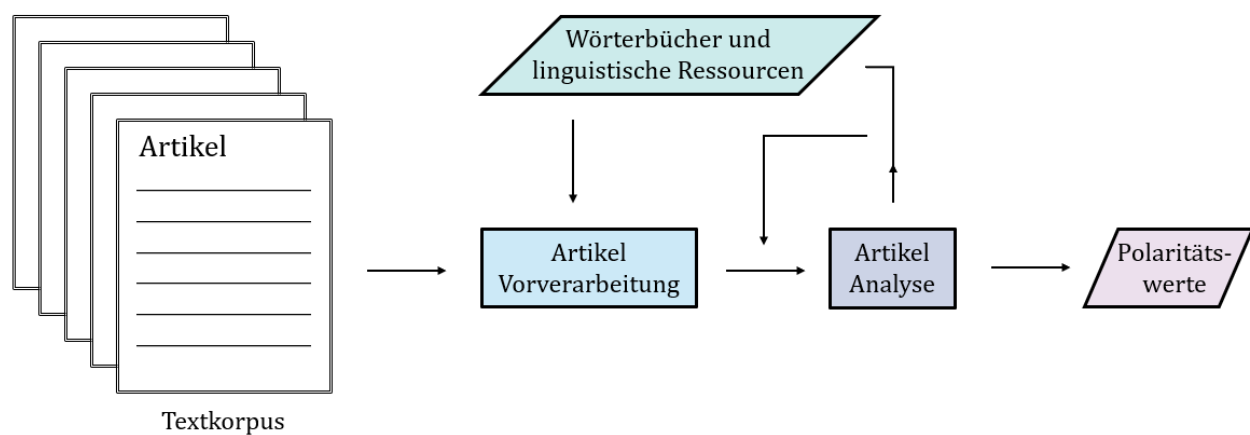 Wörterbücher und
linguistische Ressourcen
Artikel
Artikel
Vorverarbeitung
Artikel
Analyse
Polaritäts-
werte
Textkorpus